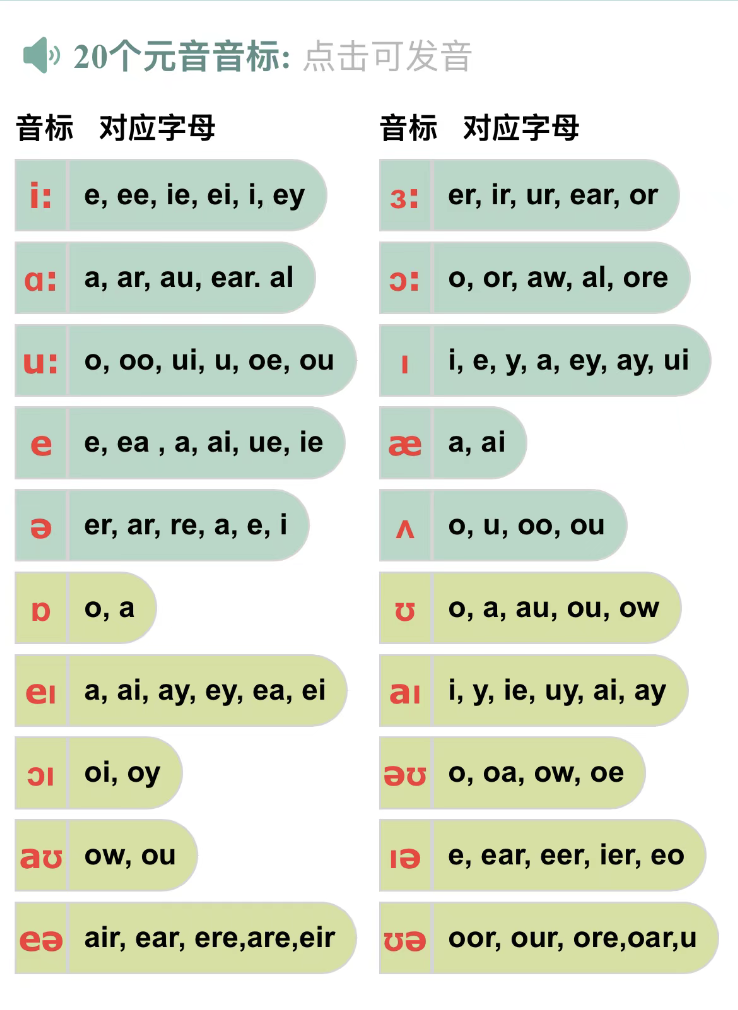 20个元音音标: 点击可发音
音标 对应字母 音标 对应字母
i: e, ee, ie, ei, i, ey ɜ: er, ir, ur, ear, or
ɑ: a, ar, au, ear. al ɔ: o, or, aw, al, ore
u: o, oo, ui, u, oe, ou ɪ i, e, y, a, ey, ay, ui
e e, ea , a, ai, ue, ie æ a, ai
ə er, ar, re, a, e, i ʌ o, u, oo, ou
ɒ o, a ʊ o, a, au, ou, ow
eɪ a, ai, ay, ey, ea, ei aɪ i, y, ie, uy, ai, ay
ɔɪ oi, oy əʊ o, oa, ow, oe
aʊ ow, ou ɪə e, ear, eer, ier, eo
eə air, ear, ere,are,eir ʊə oor, our, ore,oar,u